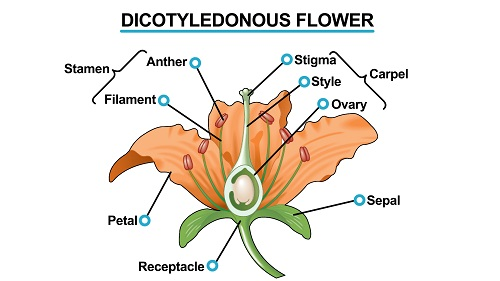 DICOTYLEDONOUS FLOWER
Stamen
Anther
Filament
Stigma
Style
Ovary
Carpel
Petal
Sepal
Receptacle